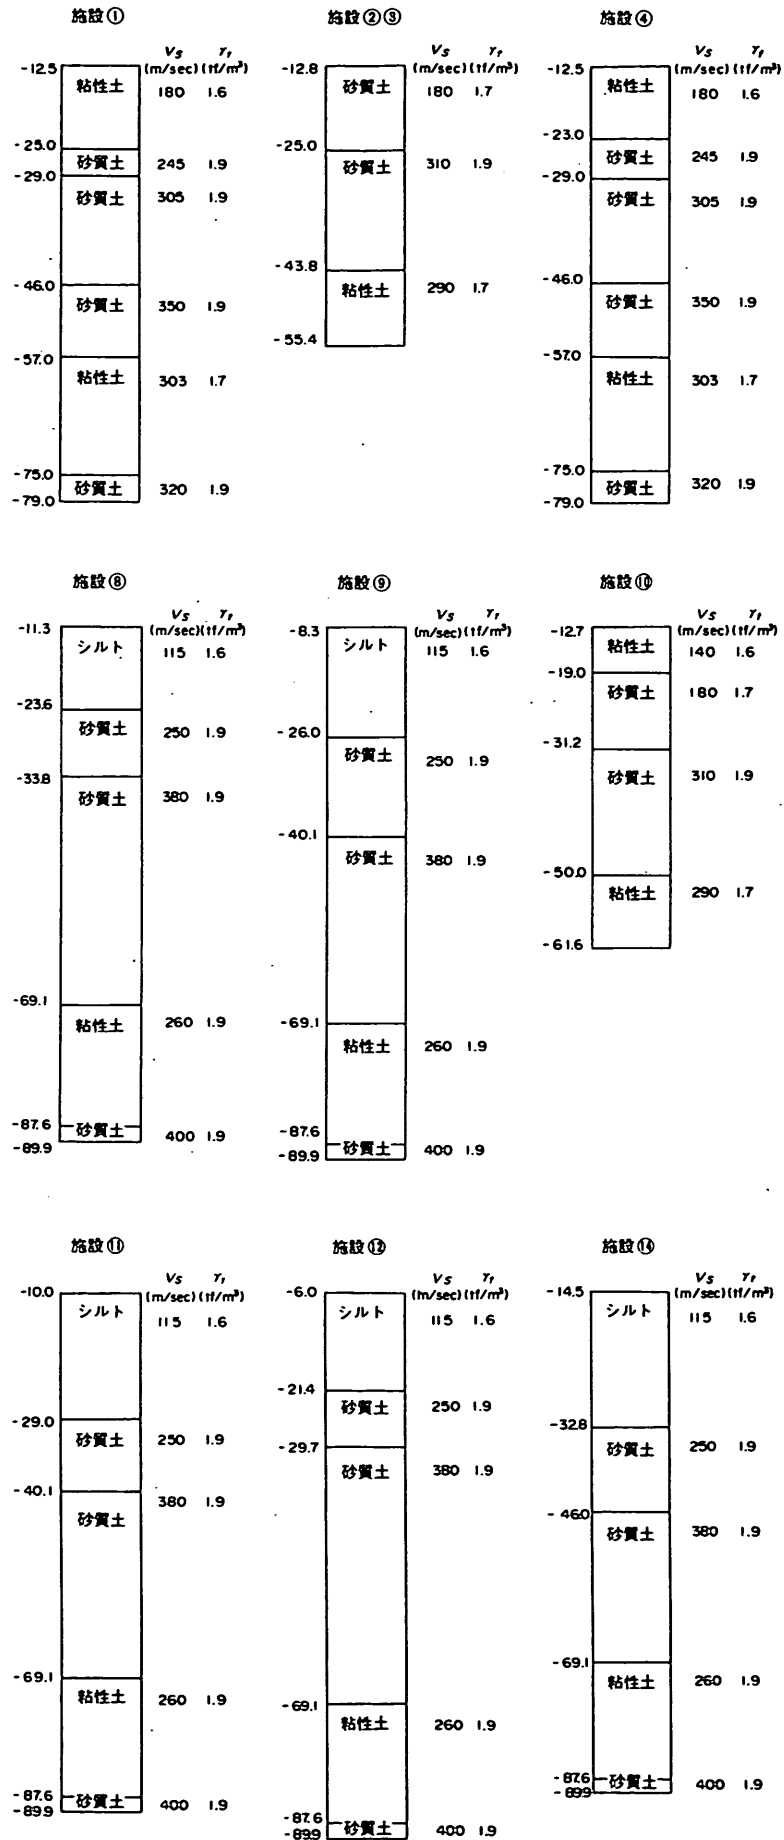 施設①
Vs γt
(m/sec) (tf/m³)
-12.5
粘性土 180 1.6
-25.0
砂質土 245 1.9
-29.0
砂質土 305 1.9
-46.0
砂質土 350 1.9
-57.0
粘性土 303 1.7
-75.0
砂質土 320 1.9
-79.0
施設②③
Vs γt
(m/sec) (tf/m³)
-12.8
砂質土 180 1.7
-25.0
砂質土 310 1.9
-43.8
粘性土 290 1.7
-55.4
施設④
Vs γt
(m/sec) (tf/m³)
-12.5
粘性土 180 1.6
-23.0
砂質土 245 1.9
-29.0
砂質土 305 1.9
-46.0
砂質土 350 1.9
-57.0
粘性土 303 1.7
-75.0
砂質土 320 1.9
-79.0
施設⑧
Vs γt
(m/sec) (tf/m³)
-11.3
シルト 115 1.6
-23.6
砂質土 250 1.9
-33.8
砂質土 380 1.9
-69.1
粘性土 260 1.9
-87.6
砂質土 400 1.9
-89.9
施設⑨
Vs γt
(m/sec) (tf/m³)
-8.3
シルト 115 1.6
-26.0
砂質土 250 1.9
-40.1
砂質土 380 1.9
-69.1
粘性土 260 1.9
-87.6
砂質土 400 1.9
-89.9
施設⑩
Vs γt
(m/sec) (tf/m³)
-12.7
粘性土 140 1.6
-19.0
砂質土 180 1.7
-31.2
砂質土 310 1.9
-50.0
粘性土 290 1.7
-61.6
施設⑪
Vs γt
(m/sec) (tf/m³)
-10.0
シルト 115 1.6
-29.0
砂質土 250 1.9
-40.1
砂質土 380 1.9
-69.1
粘性土 260 1.9
-87.6
砂質土 400 1.9
-89.9
施設⑫
Vs γt
(m/sec) (tf/m³)
-6.0
シルト 115 1.6
-21.4
砂質土 250 1.9
-29.7
砂質土 380 1.9
-69.1
粘性土 260 1.9
-87.6
砂質土 400 1.9
-89.9
施設⑭
Vs γt
(m/sec) (tf/m³)
-14.5
シルト 115 1.6
-32.8
砂質土 250 1.9
-46.0
砂質土 380 1.9
-69.1
粘性土 260 1.9
-87.6
砂質土 400 1.9
-89.9